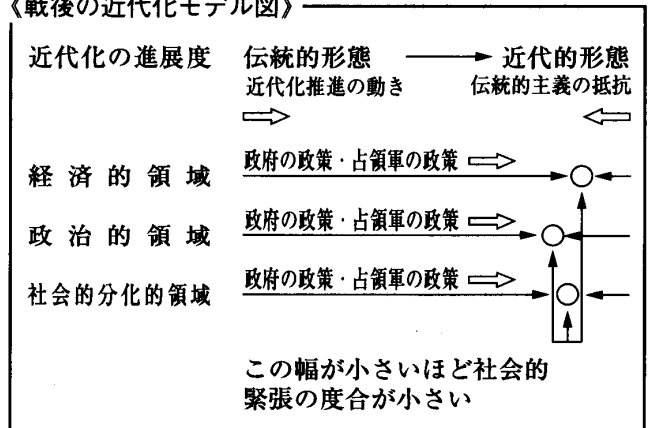 《戦後の近代化モデル図》
近代化の進展度 伝統的形態 → 近代的形態
近代化推進の動き 伝統的主義の抵抗
経済的領域 政府の政策・占領軍の政策
政治的領域 政府の政策・占領軍の政策
社会的分化的領域 政府の政策・占領軍の政策
この幅が小さいほど社会的
緊張の度合が小さい